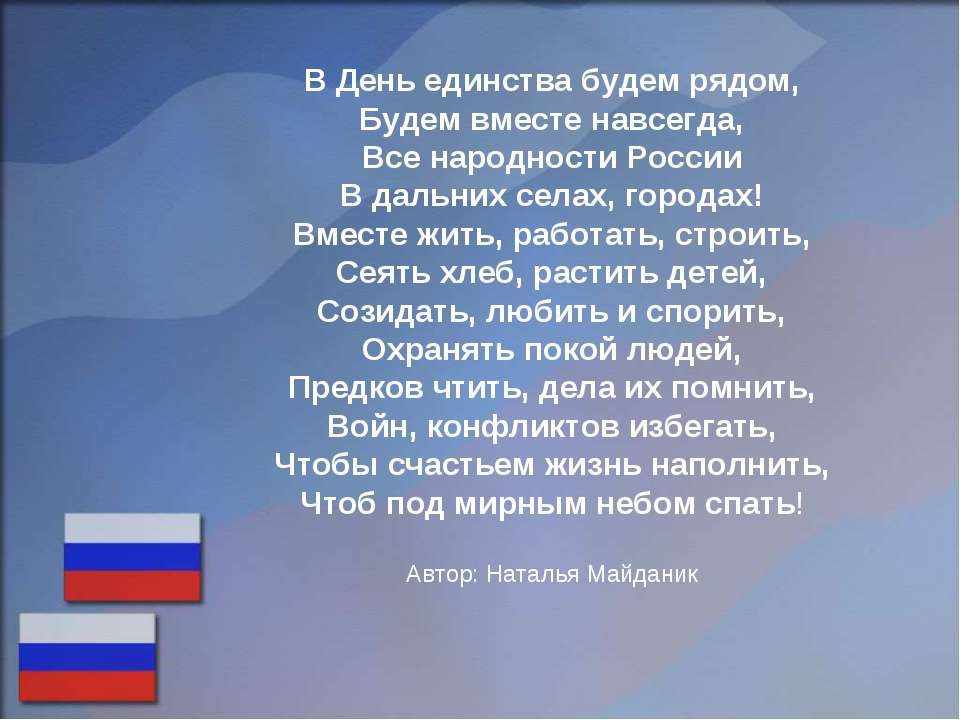 В День единства будем рядом,
Будем вместе навсегда,
Все народности России
В дальних селах, городах!
Вместе жить, работать, строить,
Сеять хлеб, растить детей,
Созидать, любить и спорить,
Охранять покой людей,
Предков чтить, дела их помнить,
Войн, конфликтов избегать,
Чтобы счастьем жизнь наполнить,
Чтоб под мирным небом спать!
Автор: Наталья Майданик